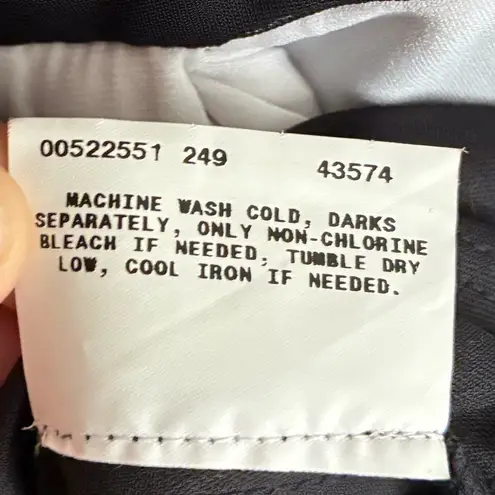 00522551 249 43574
MACHINE WASH COLD, DARKS
SEPARATELY, ONLY NON-CHLORINE
BLEACH IF NEEDED, TUMBLE DRY
LOW, COOL IRON IF NEEDED.